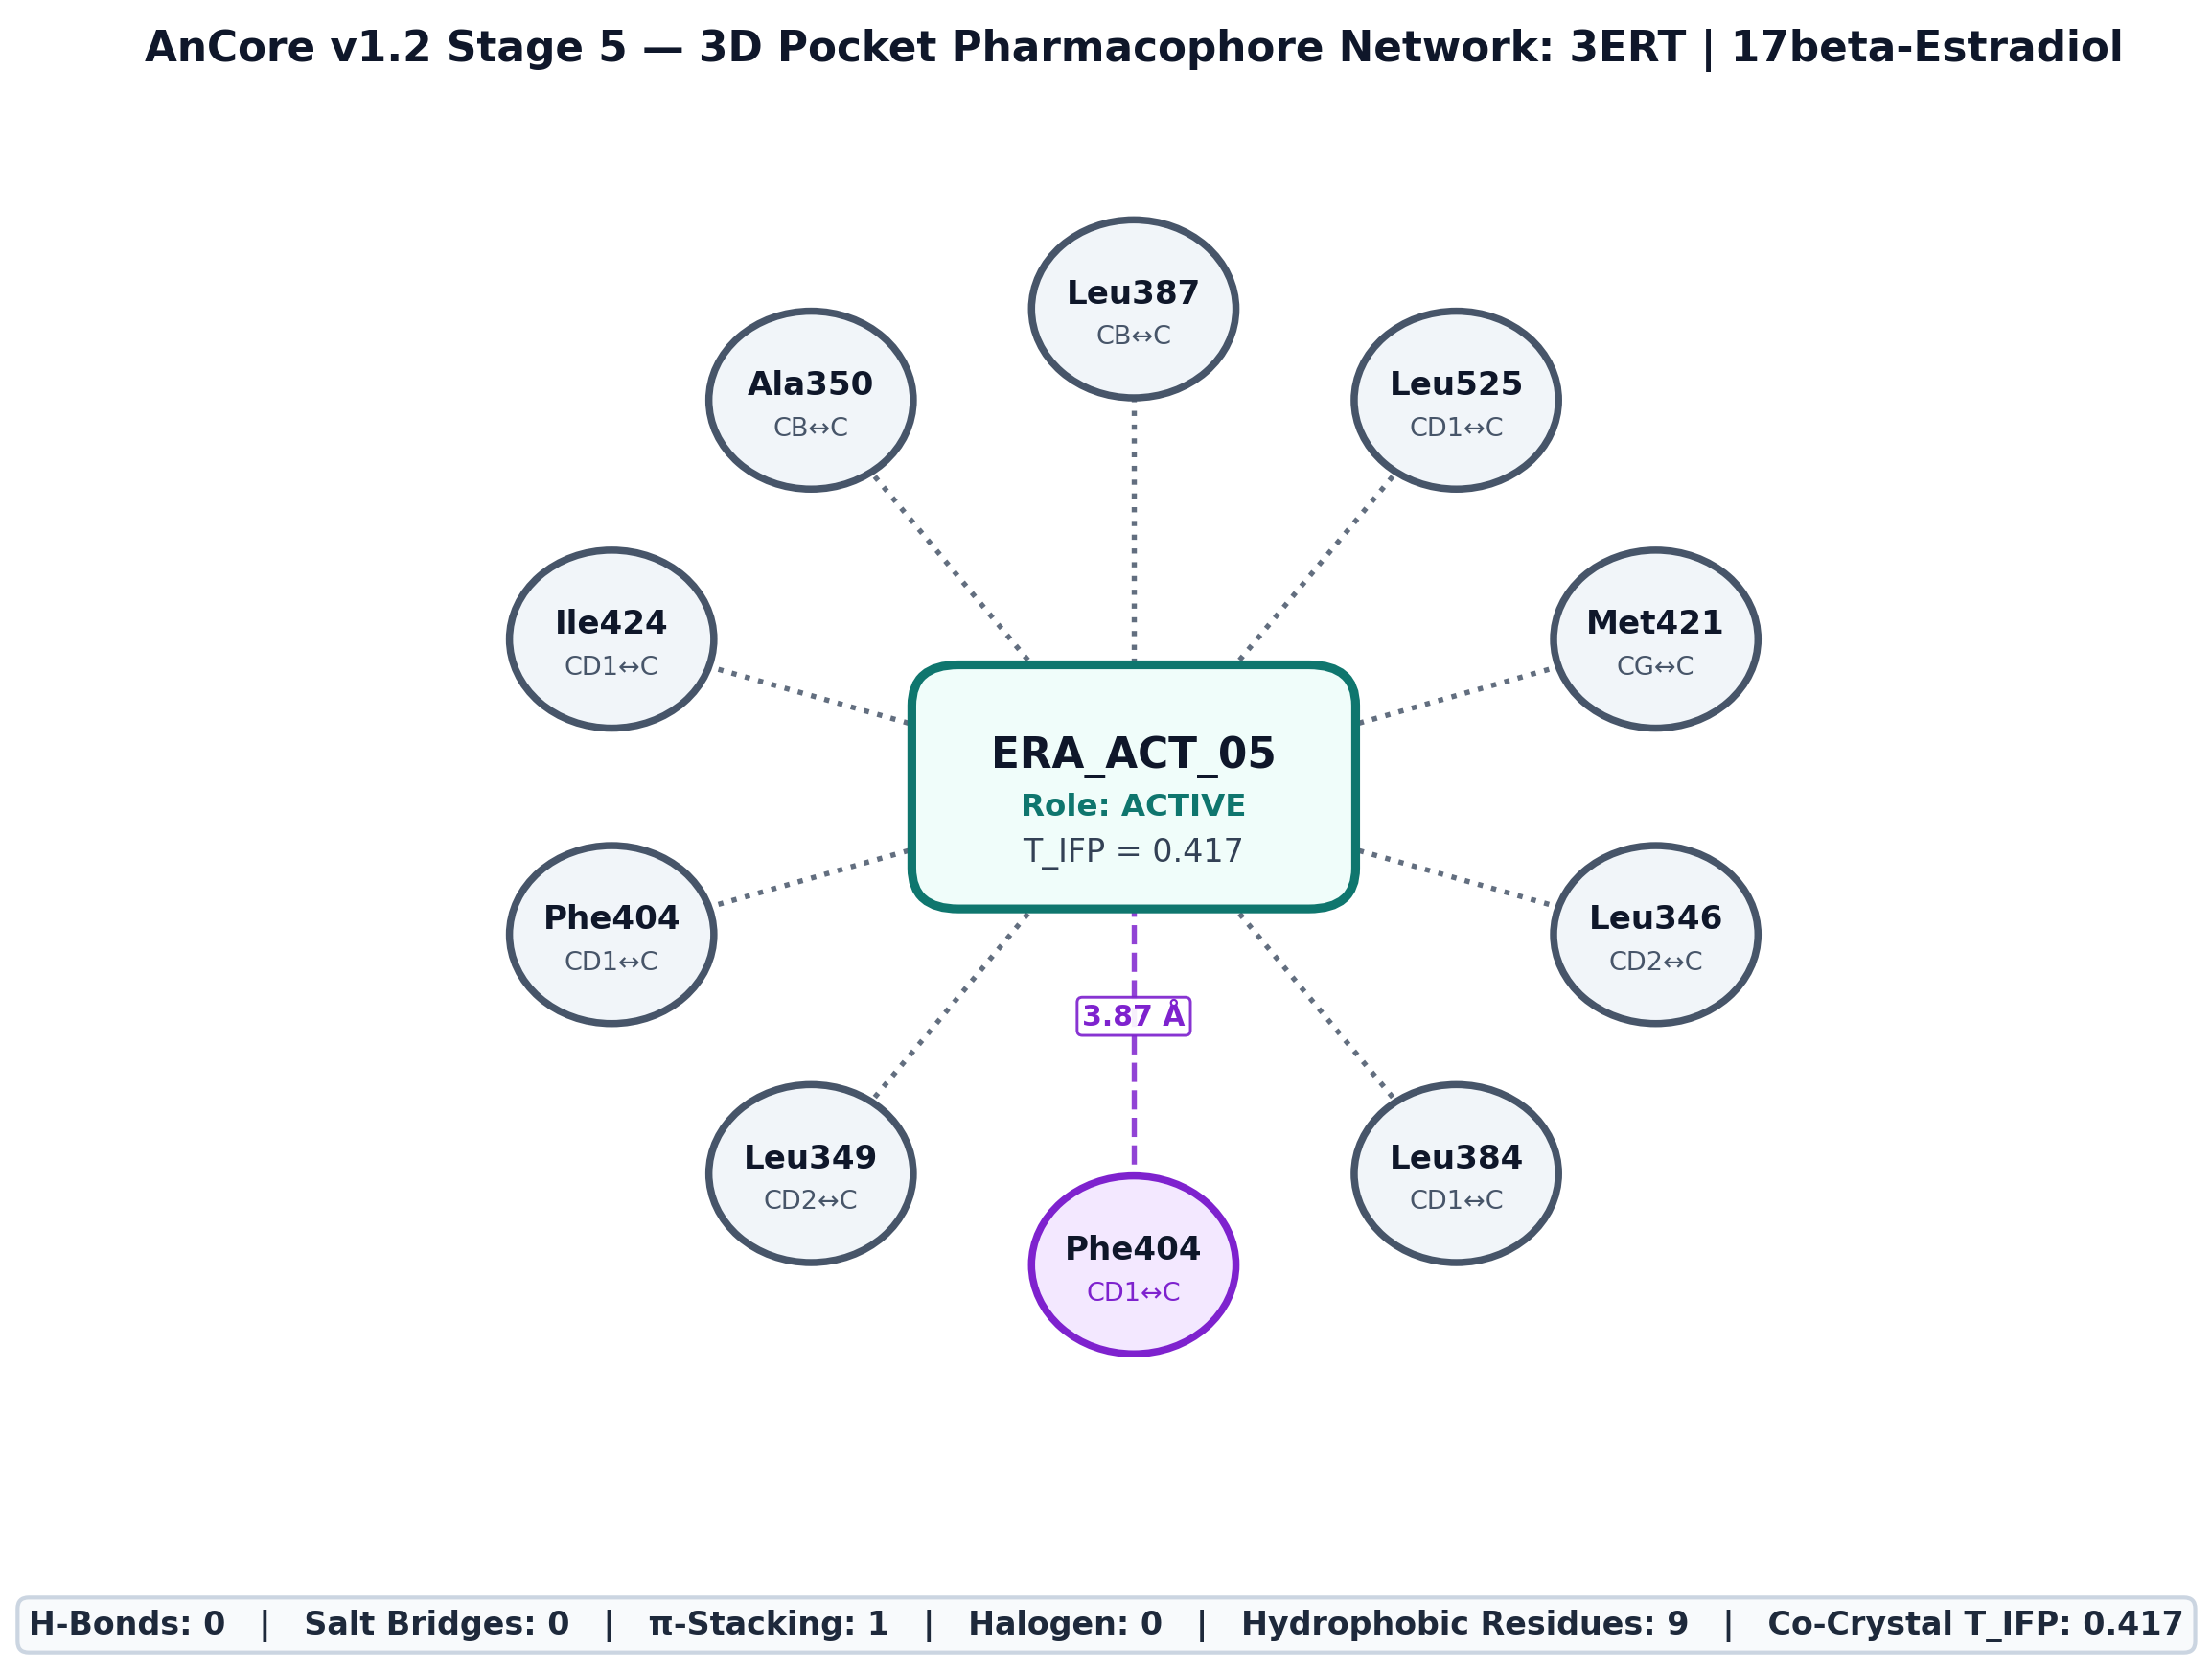 AnCore v1.2 Stage 5 — 3D Pocket Pharmacophore Network: 3ERT | 17beta-Estradiol
Leu387
CB↔C
Ala350
CB↔C
Leu525
CD1↔C
Ile424
CD1↔C
Met421
CG↔C
ERA_ACT_05
Role: ACTIVE
T_IFP = 0.417
Phe404
CD1↔C
Leu346
CD2↔C
3.87 Å
Leu349
CD2↔C
Leu384
CD1↔C
Phe404
CD1↔C
H-Bonds: 0 | Salt Bridges: 0 | π-Stacking: 1 | Halogen: 0 | Hydrophobic Residues: 9 | Co-Crystal T_IFP: 0.417